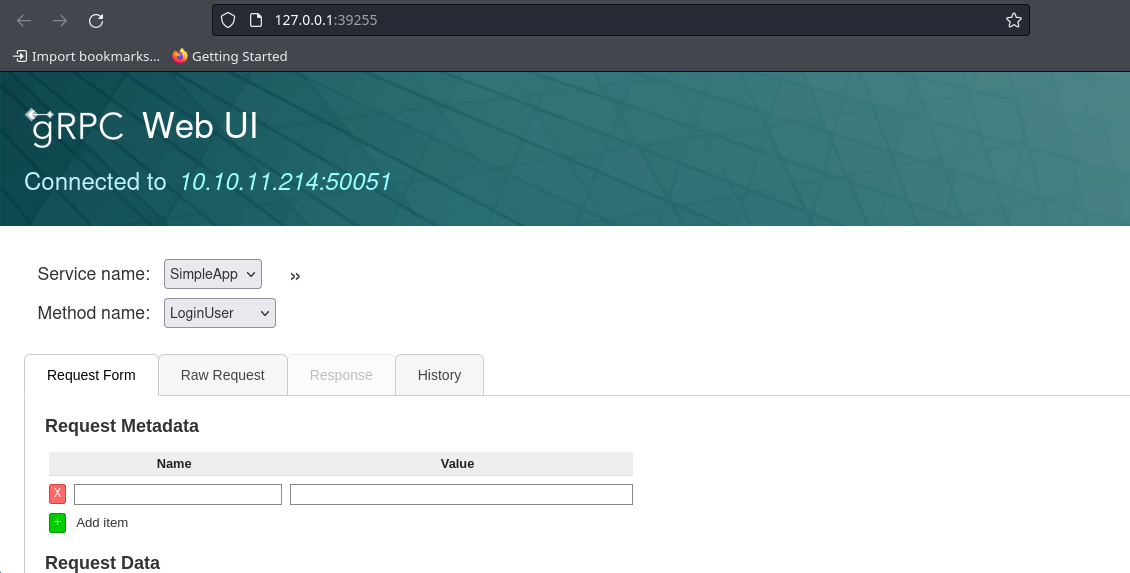 127.0.0.1:39255
Import bookmarks... Getting Started
gRPC Web UI
Connected to 10.10.11.214:50051
Service name: SimpleApp »
Method name: LoginUser
Request Form Raw Request Response History
Request Metadata
Name Value
X
+ Add item
Request Data